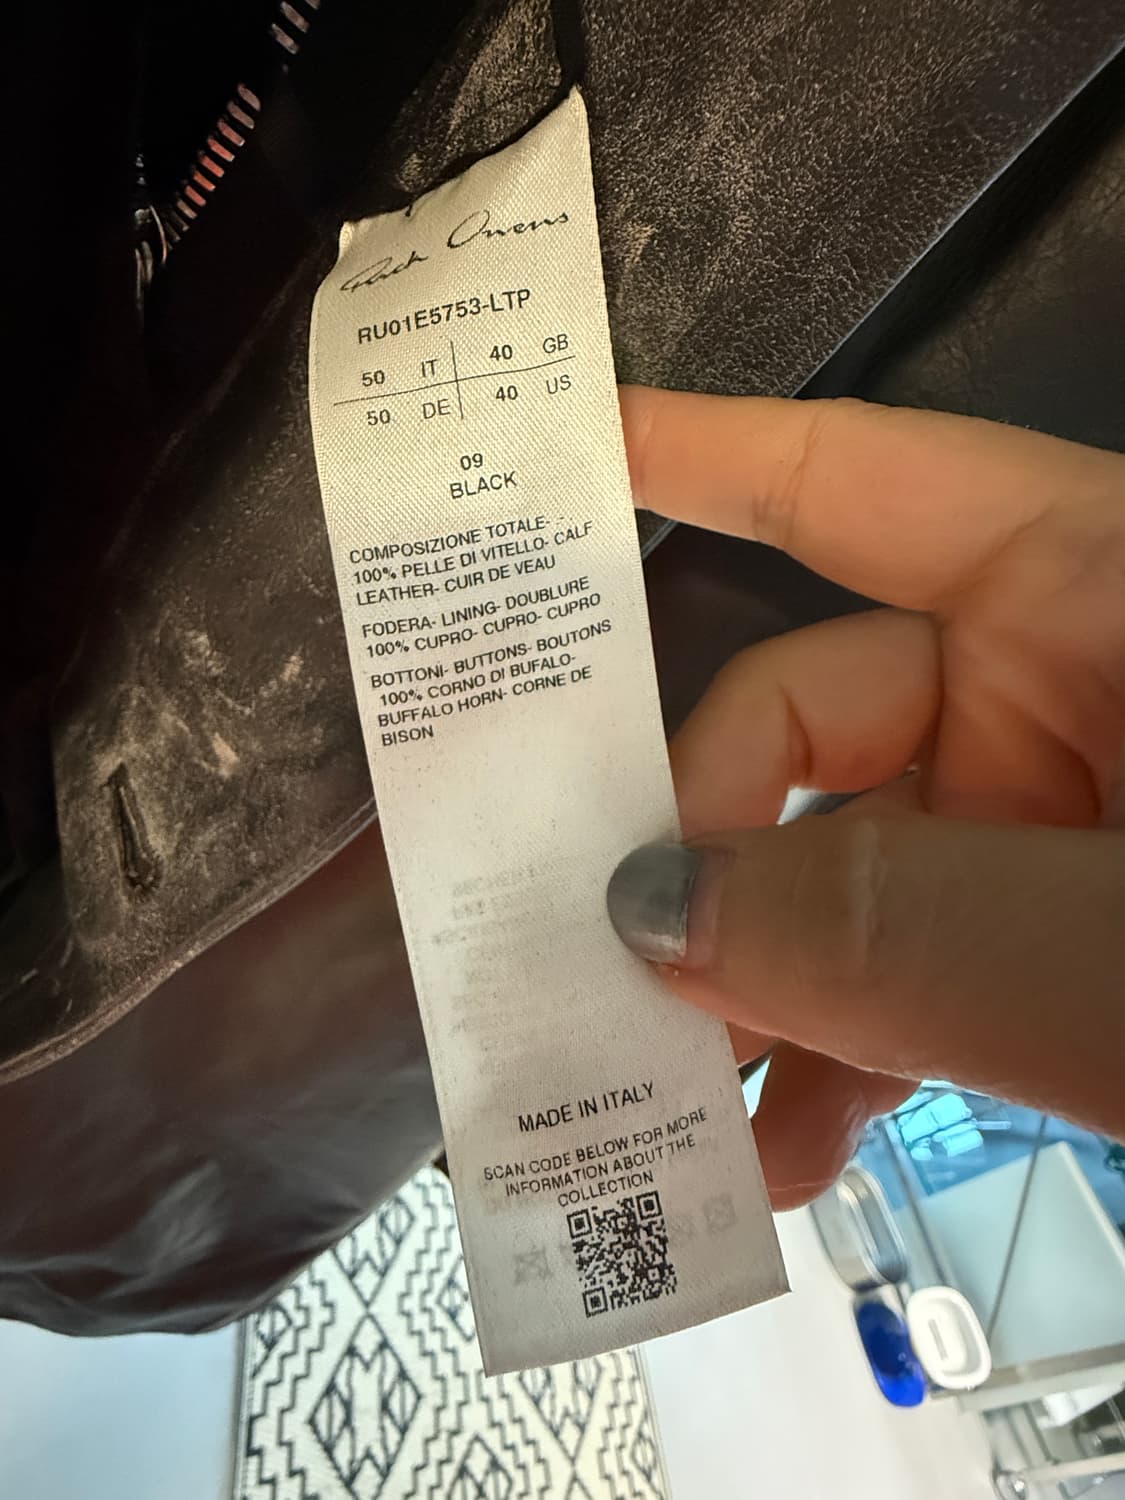 Rick Owens
RU01E5753-LTP
50 IT 40 GB
50 DE 40 US
09
BLACK
COMPOSIZIONE TOTALE- -
100% PELLE DI VITELLO- CALF
LEATHER- CUIR DE VEAU
FODERA- LINING- DOUBLURE
100% CUPRO- CUPRO- CUPRO
BOTTONI- BUTTONS- BOUTONS
100% CORNO DI BUFALO-
BUFFALO HORN- CORNE DE
BISON
MADE IN ITALY
SCAN CODE BELOW FOR MORE
INFORMATION ABOUT THE
COLLECTION